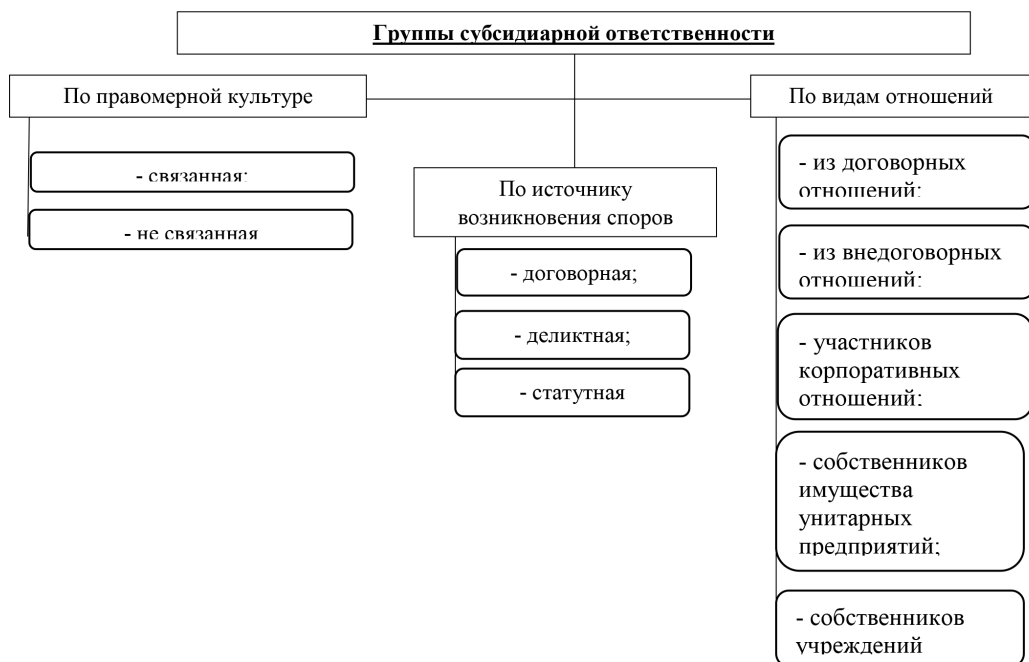 Группы субсидиарной ответственности
По правомерной культуре
- связанная;
- не связанная
По источнику
возникновения споров
- договорная;
- деликтная;
- статутная
По видам отношений
- из договорных
отношений;
- из внедоговорных
отношений;
- участников
корпоративных
отношений;
- собственников
имущества
унитарных
предприятий;
- собственников
учреждений